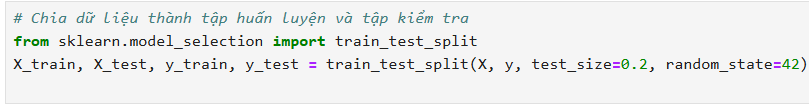 # Chia dữ liệu thành tập huấn luyện và tập kiểm tra
from sklearn.model_selection import train_test_split
X_train, X_test, y_train, y_test = train_test_split(X, y, test_size=0.2, random_state=42)